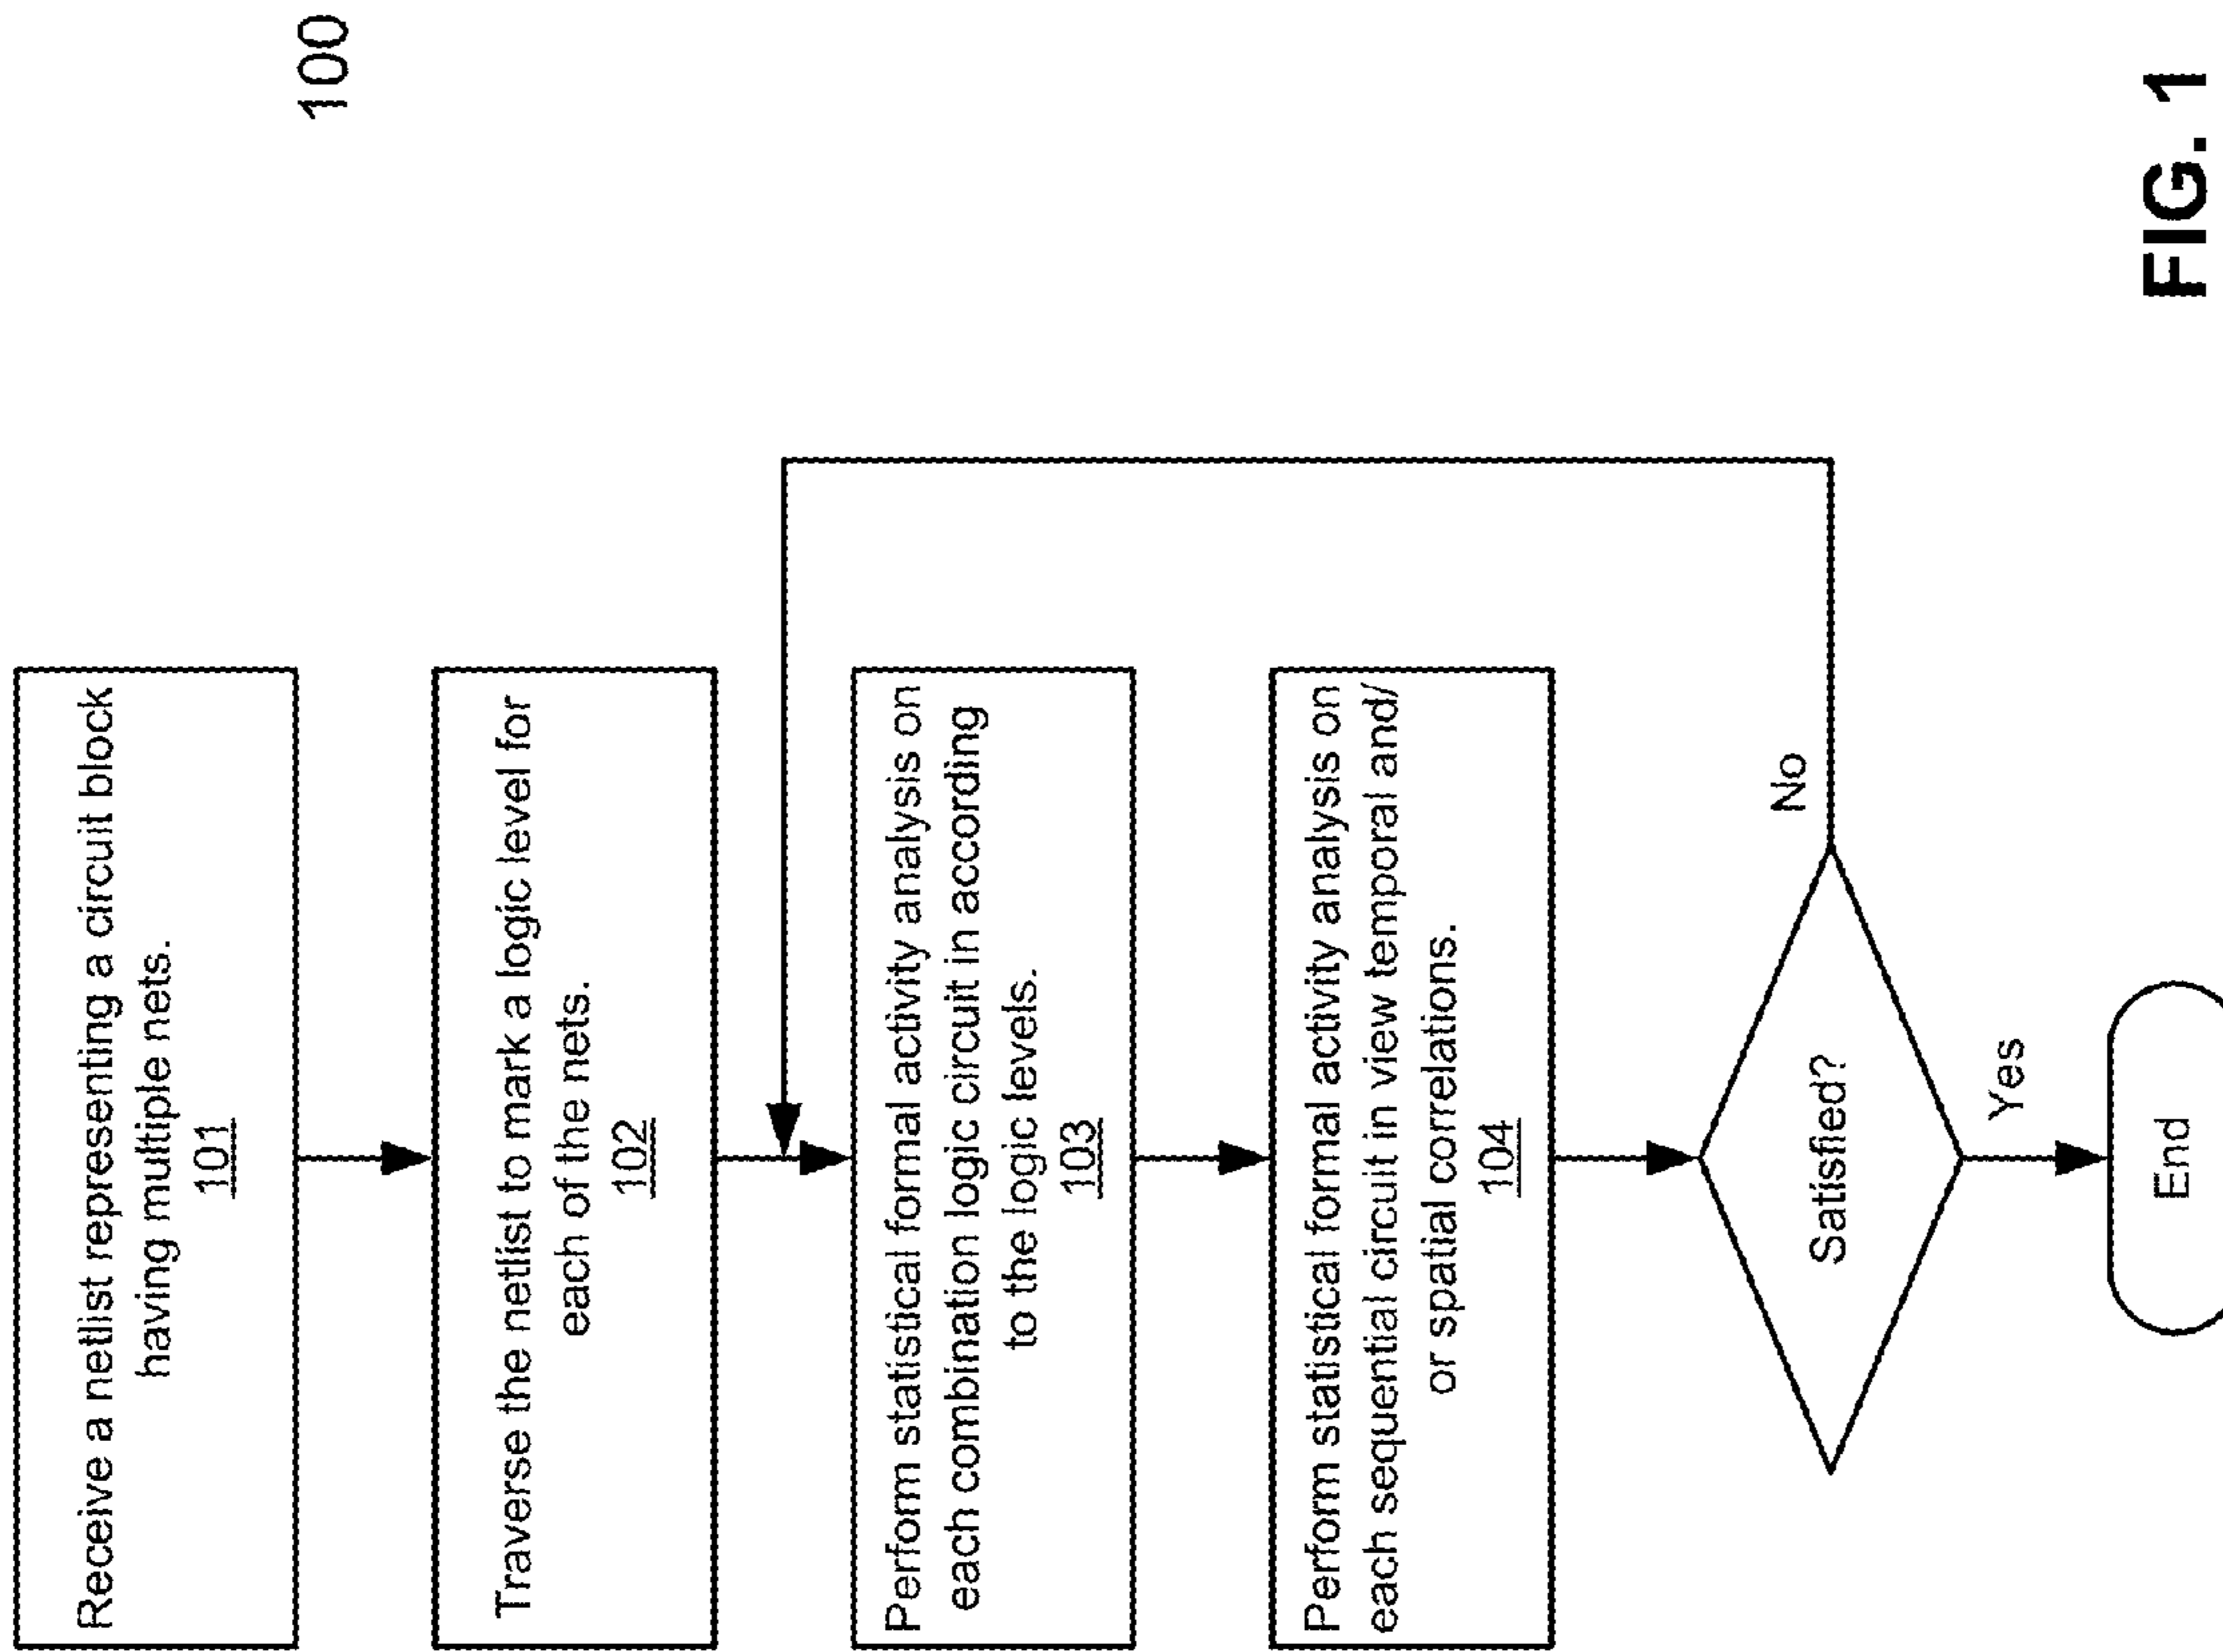 100
Receive a netlist representing a circuit block
having multiple nets.
101
Traverse the netlist to mark a logic level for
each of the nets.
102
Perform statistical formal activity analysis on
each combination logic circuit in according
to the logic levels.
103
Perform statistical formal activity analysis on
each sequential circuit in view temporal and/
or spatial correlations.
104
Satisfied?
No
Yes
End
FIG. 1